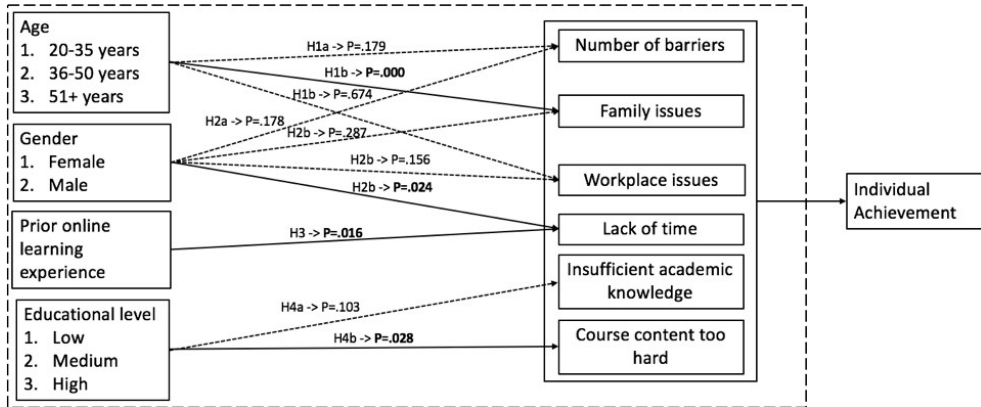 Age
1. 20-35 years
2. 36-50 years
3. 51+ years
Gender
1. Female
2. Male
Prior online
learning
experience
Educational level
1. Low
2. Medium
3. High
H1a -> P=.179
H1b -> P=.000
H1b -> P=.674
H2a -> P=.178
H2b -> P=.287
H2b -> P=.156
H2b -> P=.024
H3 -> P=.016
H4a -> P=.103
H4b -> P=.028
Number of barriers
Family issues
Workplace issues
Lack of time
Insufficient academic
knowledge
Course content too
hard
Individual
Achievement